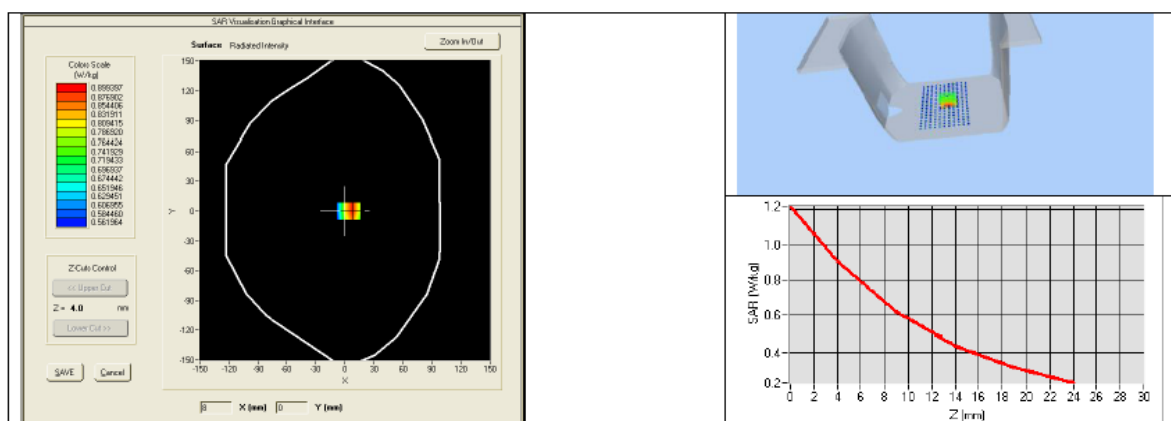 SAR Visualisation Graphical Interface
Surface Radiated Intensity
Zoom In/Out
Colors Scale
(W/kg)
0.899397
0.876902
0.854406
0.831911
0.809415
0.786920
0.764424
0.741929
0.719433
0.696937
0.674442
0.651946
0.629451
0.606955
0.584460
0.561964
Z-Cuts Control
<< Upper Cut
Z = 4.0 mm
Lower Cut >>
SAVE Cancel
150
120
90
60
30
0
-30
-60
-90
-120
-150
Y
-150 -120 -90 -60 -30 0 30 60 90 120 150
X
8 X (mm) 0 Y (mm)
1.2
1.0
0.8
0.6
0.4
0.2
SAR (W/kg)
0 2 4 6 8 10 12 14 16 18 20 22 24 26 28 30
Z (mm)